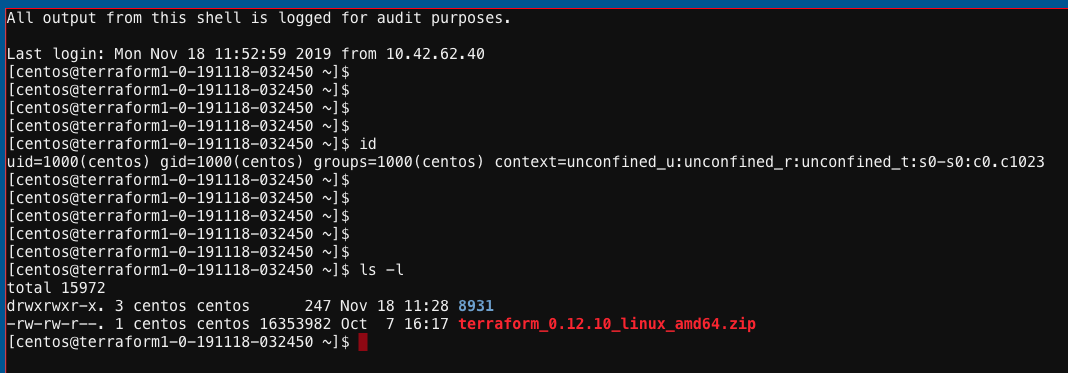 All output from this shell is logged for audit purposes.
Last login: Mon Nov 18 11:52:59 2019 from 10.42.62.40
[centos@terraform1-0-191118-032450 ~]$
[centos@terraform1-0-191118-032450 ~]$
[centos@terraform1-0-191118-032450 ~]$
[centos@terraform1-0-191118-032450 ~]$
[centos@terraform1-0-191118-032450 ~]$ id
uid=1000(centos) gid=1000(centos) groups=1000(centos) context=unconfined_u:unconfined_r:unconfined_t:s0-s0:c0.c1023
[centos@terraform1-0-191118-032450 ~]$
[centos@terraform1-0-191118-032450 ~]$
[centos@terraform1-0-191118-032450 ~]$
[centos@terraform1-0-191118-032450 ~]$
[centos@terraform1-0-191118-032450 ~]$
[centos@terraform1-0-191118-032450 ~]$ ls -l
total 15972
drwxrwxr-x. 3 centos centos      247 Nov 18 11:28 8931
-rw-rw-r--. 1 centos centos 16353982 Oct  7 16:17 terraform_0.12.10_linux_amd64.zip
[centos@terraform1-0-191118-032450 ~]$